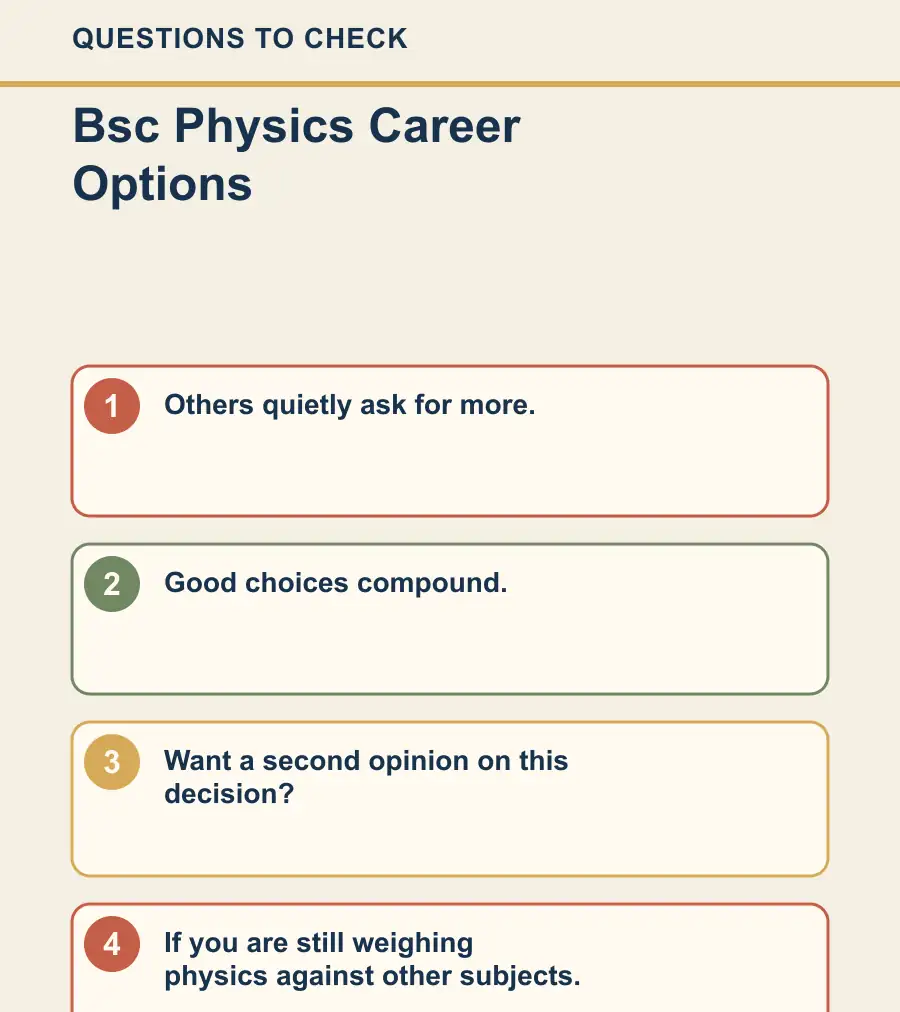 QUESTIONS TO CHECK
Bsc Physics Career
Options
1
Others quietly ask for more.
2
Good choices compound.
3
Want a second opinion on this
decision?
4
If you are still weighing
physics against other subjects.